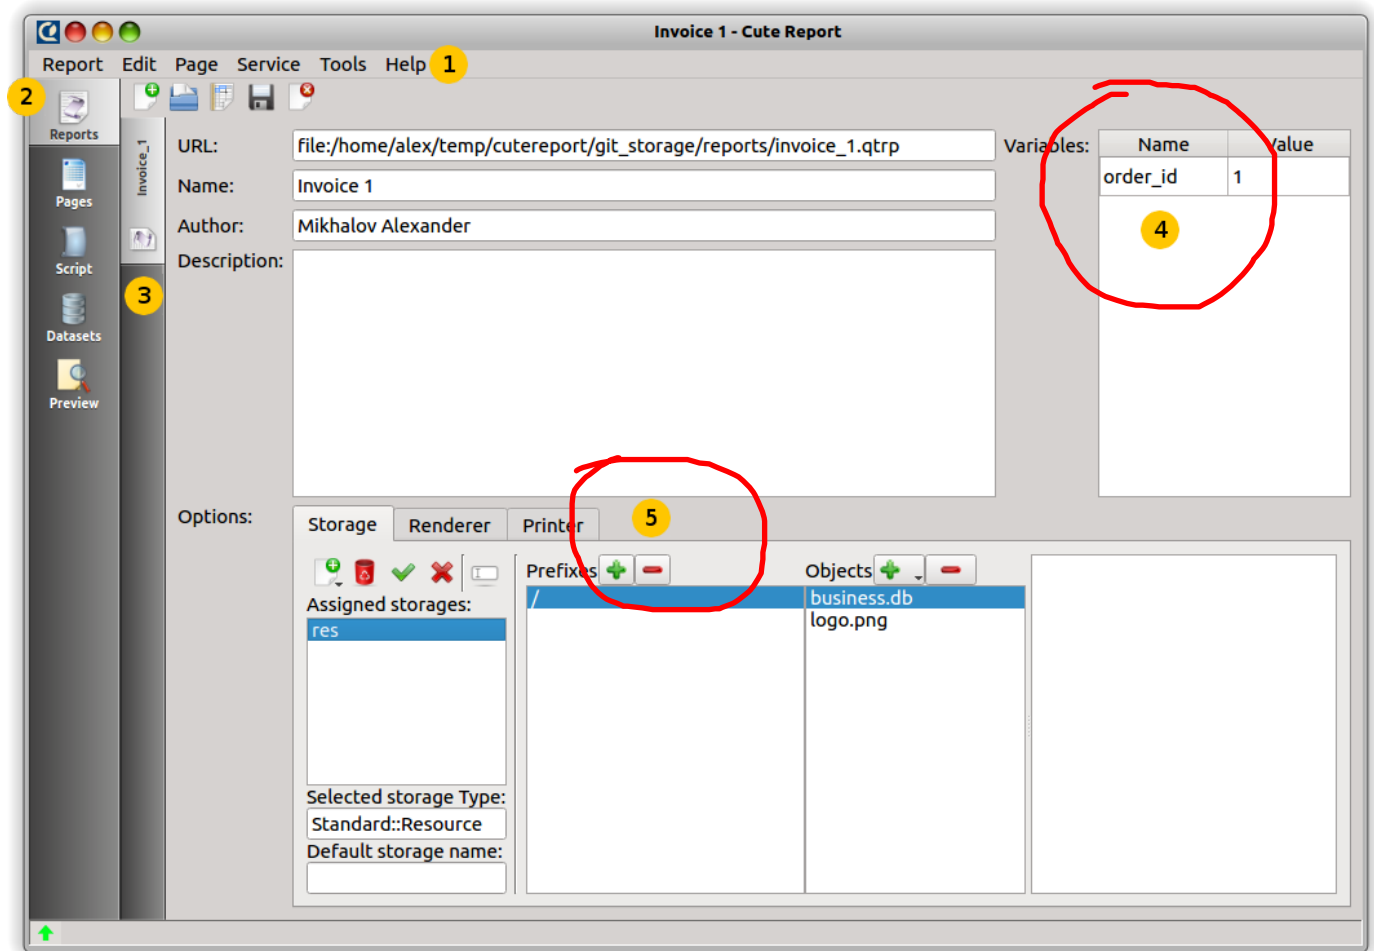 Invoice 1 - Cute Report
Report Edit Page Service Tools Help 1
2
Reports
Pages
Script
Datasets
Preview
Invoice_1
3
URL: file:/home/alex/temp/cutereport/git_storage/reports/invoice_1.qtrp
Name: Invoice 1
Author: Mikhalov Alexander
Description:
Variables: Name Value
order_id 1
4
Options: Storage Renderer Printer 5
Prefixes Objects
Assigned storages: / business.db
res logo.png
Selected storage Type:
Standard::Resource
Default storage name: